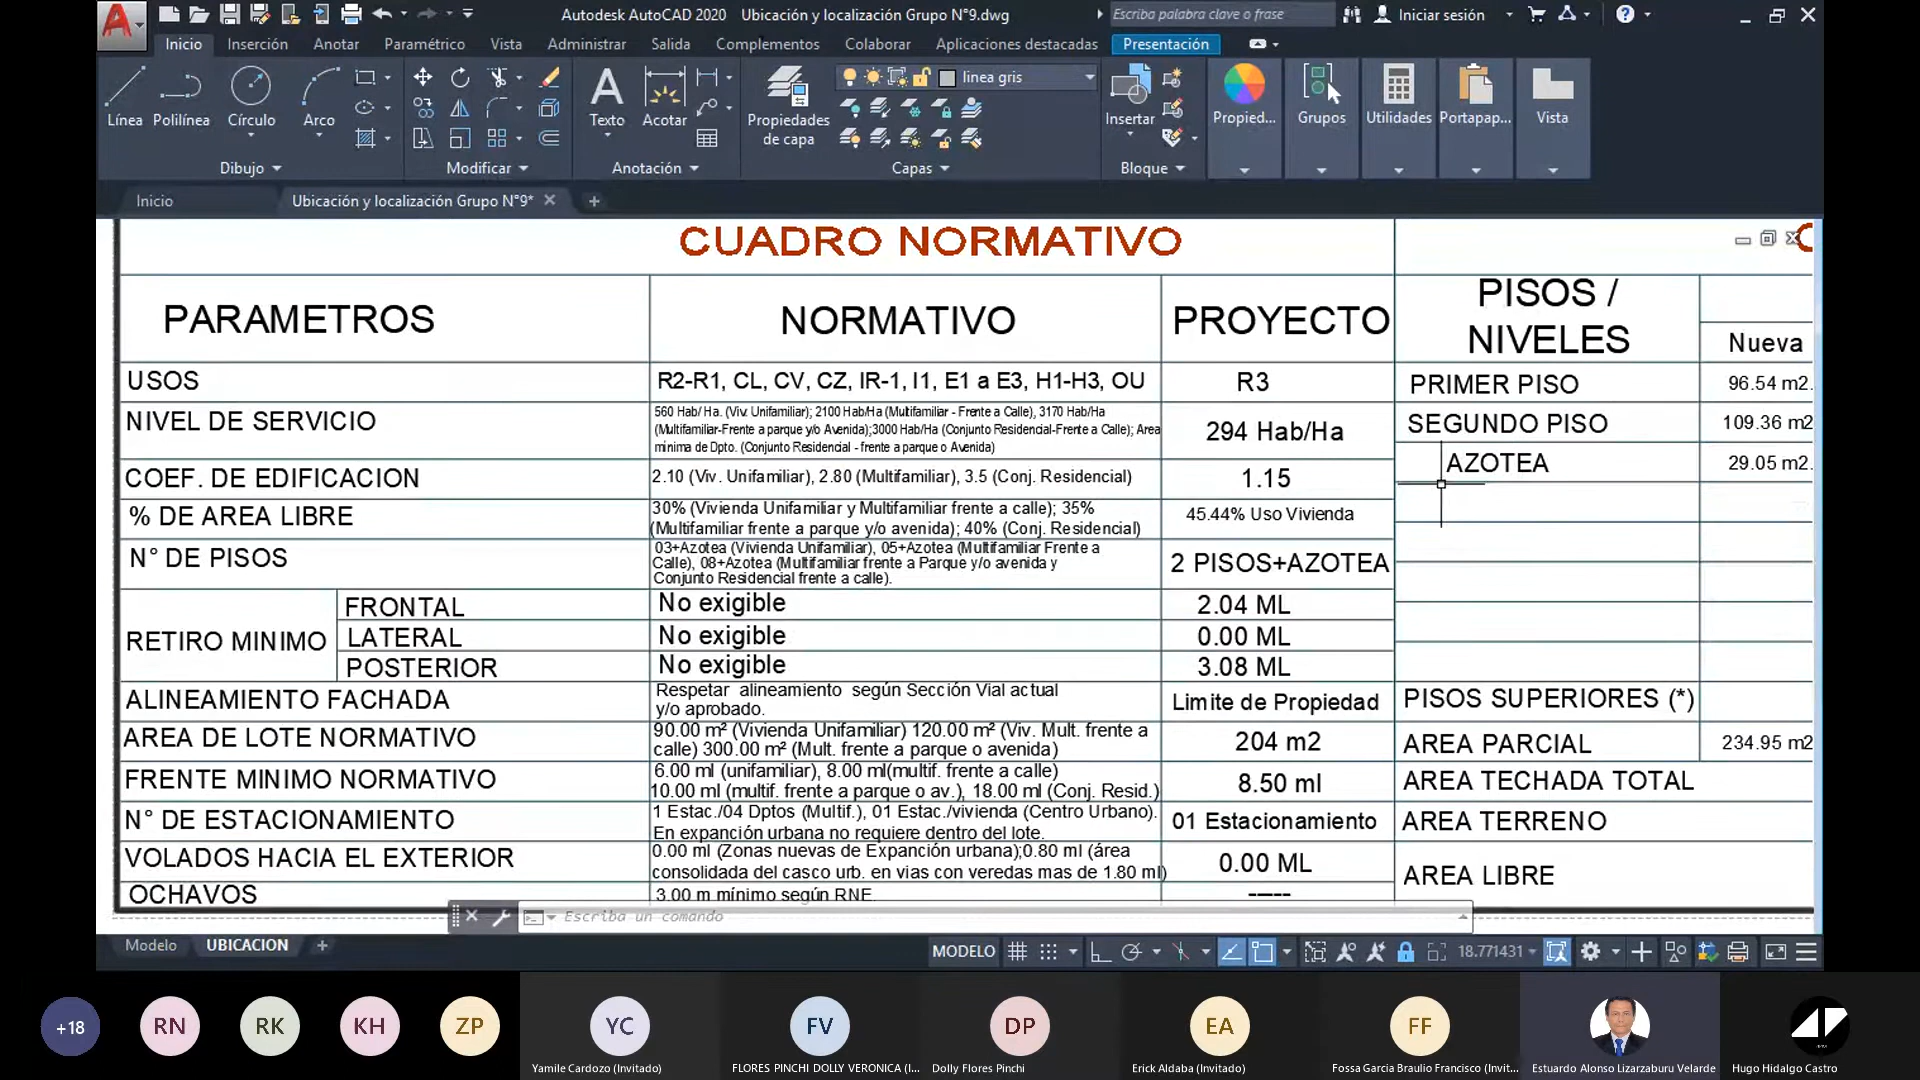 Autodesk AutoCAD 2020 Ubicación y localización Grupo N°9.dwg
Escriba palabra clave o frase
Iniciar sesión
Inicio Inserción Anotar Paramétrico Vista Administrar Salida Complementos Colaborar Aplicaciones destacadas Presentación
linea gris
Línea Polilínea Círculo Arco
Texto Acotar
Propiedades de capa
Insertar
Propied... Grupos Utilidades Portapap... Vista
Dibujo Modificar Anotación Capas Bloque
Inicio Ubicación y localización Grupo N°9*
CUADRO NORMATIVO
PARAMETROS NORMATIVO PROYECTO
USOS R2-R1, CL, CV, CZ, IR-1, I1, E1 a E3, H1-H3, OU R3
NIVEL DE SERVICIO
560 Hab/ Ha. (Viv. Unifamiliar); 2100 Hab/Ha (Multifamiliar - Frente a Calle), 3170 Hab/Ha
(Multifamiliar-Frente a parque y/o Avenida);3000 Hab/Ha (Conjunto Residencial-Frente a Calle); Area
mínima de Dpto. (Conjunto Residencial - frente a parque o Avenida)
294 Hab/Ha
COEF. DE EDIFICACION 2.10 (Viv. Unifamiliar), 2.80 (Multifamiliar), 3.5 (Conj. Residencial) 1.15
% DE AREA LIBRE
30% (Vivienda Unifamiliar y Multifamiliar frente a calle); 35%
(Multifamiliar frente a parque y/o avenida); 40% (Conj. Residencial)
45.44% Uso Vivienda
N° DE PISOS
03+Azotea (Vivienda Unifamiliar), 05+Azotea (Multifamiliar Frente a
Calle), 08+Azotea (Multifamiliar frente a Parque y/o avenida y
Conjunto Residencial frente a calle).
2 PISOS+AZOTEA
RETIRO MINIMO
FRONTAL No exigible 2.04 ML
LATERAL No exigible 0.00 ML
POSTERIOR No exigible 3.08 ML
ALINEAMIENTO FACHADA
Respetar alineamiento según Sección Vial actual
y/o aprobado.
Limite de Propiedad
AREA DE LOTE NORMATIVO
90.00 m² (Vivienda Unifamiliar) 120.00 m² (Viv. Mult. frente a
calle) 300.00 m² (Mult. frente a parque o avenida)
204 m2
FRENTE MINIMO NORMATIVO
6.00 ml (unifamiliar), 8.00 ml(multif. frente a calle)
10.00 ml (multif. frente a parque o av.), 18.00 ml (Conj. Resid.)
8.50 ml
N° DE ESTACIONAMIENTO
1 Estac./04 Dptos (Multif.), 01 Estac./vivienda (Centro Urbano).
En expanción urbana no requiere dentro del lote.
01 Estacionamiento
VOLADOS HACIA EL EXTERIOR
0.00 ml (Zonas nuevas de Expanción urbana);0.80 ml (área
consolidada del casco urb. en vias con veredas mas de 1.80 ml)
0.00 ML
OCHAVOS 3.00 m mínimo según RNE. -----
PISOS /
NIVELES
Nueva
PRIMER PISO 96.54 m2.
SEGUNDO PISO 109.36 m2
AZOTEA 29.05 m2.
PISOS SUPERIORES (*)
AREA PARCIAL 234.95 m2
AREA TECHADA TOTAL
AREA TERRENO
AREA LIBRE
Escriba un comando
Modelo UBICACION
MODELO 18.771431
+18 RN RK KH ZP YC FV DP EA FF
Yamile Cardozo (Invitado) FLORES PINCHI DOLLY VERONICA (I... Dolly Flores Pinchi Erick Aldaba (Invitado) Fossa Garcia Braulio Francisco (Invit... Estuardo Alonso Lizarzaburu Velarde Hugo Hidalgo Castro